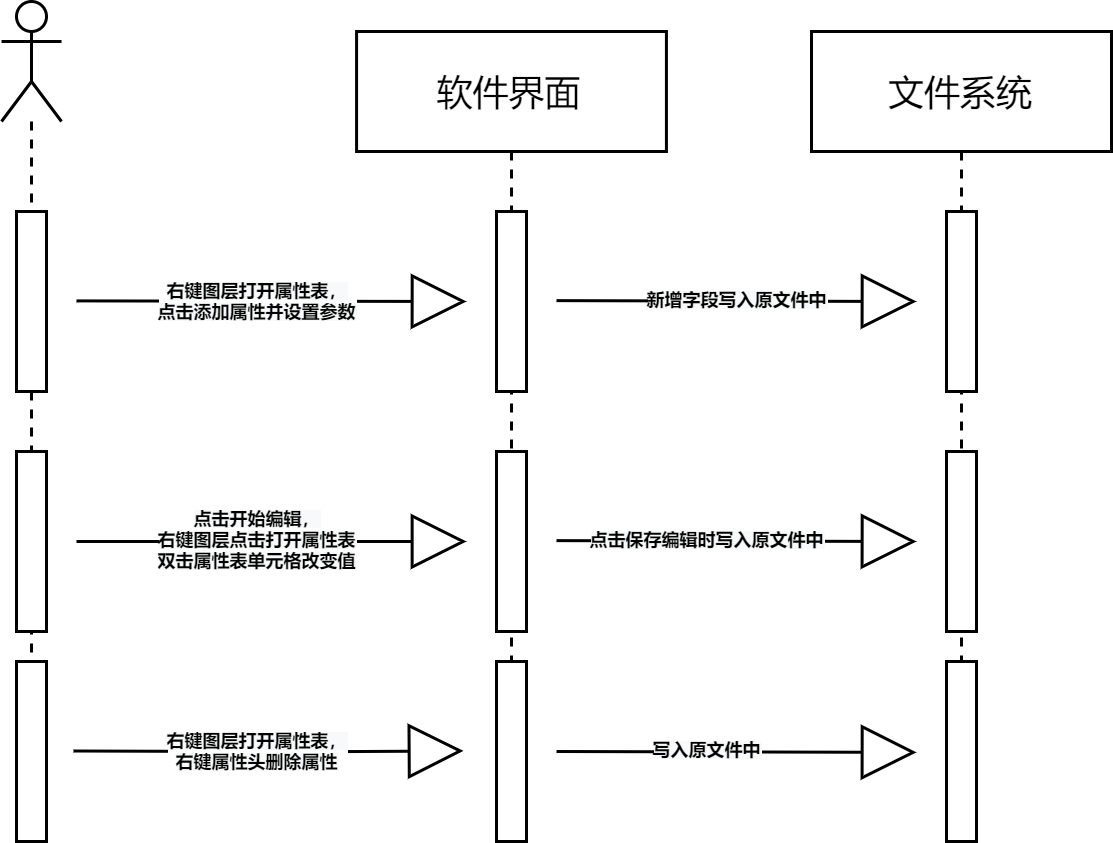 软件界面
文件系统
右键图层打开属性表，
点击添加属性并设置参数
新增字段写入原文件中
点击开始编辑，
右键图层点击打开属性表
双击属性表单元格改变值
点击保存编辑时写入原文件中
右键图层打开属性表，
右键属性头删除属性
写入原文件中